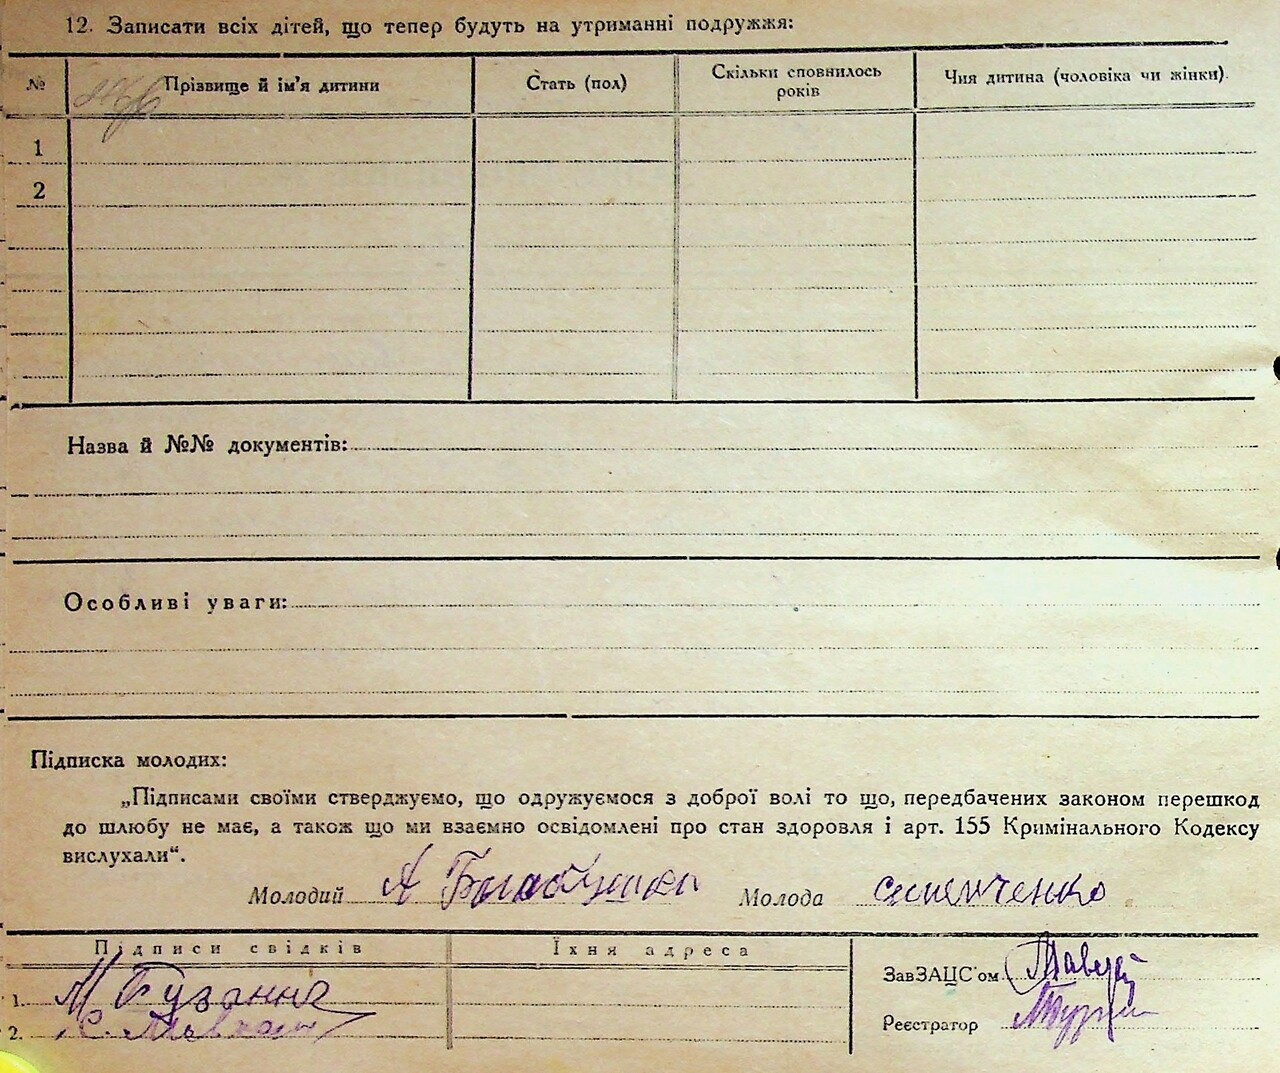 12. Записати всіх дітей, що тепер будуть на утриманні подружжя:
№ Прізвище й ім'я дитини Стать (пол) Скільки сповнилось років Чия дитина (чоловіка чи жінки).
1
2
Назва й №№ документів:
Особливі уваги:
Підписка молодих:
„Підписами своїми стверджуємо, що одружуємося з доброї волі то що, передбачених законом перешкод
до шлюбу не має, а також що ми взаємно освідомлені про стан здоровля і арт. 155 Кримінального Кодексу
вислухали“.
Молодий А Молода
Підписи свідків Їхня адреса
ЗавЗАЦС'ом
1. М
Реєстратор
2.